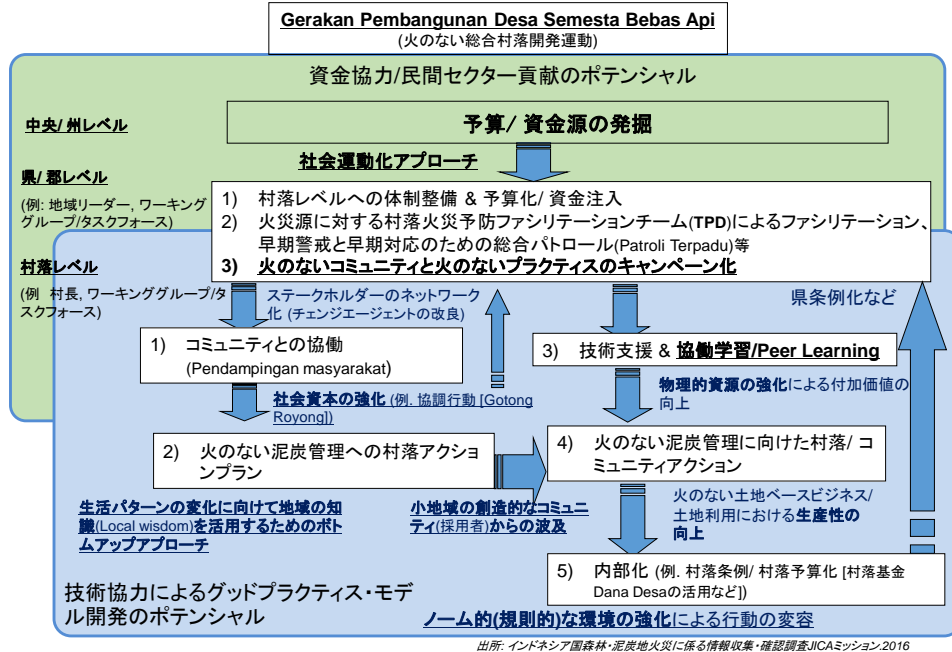 Gerakan Pembangunan Desa Semesta Bebas Api
(火のない総合村落開発運動)
資金協力/民間セクター貢献のポテンシャル
中央/ 州レベル
予算/ 資金源の発掘
社会運動化アプローチ
県/ 郡レベル
(例: 地域リーダー, ワーキング
グループ/タスクフォース)
1) 村落レベルへの体制整備 & 予算化/ 資金注入
2) 火災源に対する村落火災予防ファシリテーションチーム(TPD)によるファシリテーション、
早期警戒と早期対応のための総合パトロール(Patroli Terpadu)等
3) 火のないコミュニティと火のないプラクティスのキャンペーン化
村落レベル
(例 村長, ワーキンググループ/タ
スクフォース)
ステークホルダーのネットワーク
化 (チェンジエージェントの改良)
県条例化など
1) コミュニティとの協働
(Pendampingan masyarakat)
3) 技術支援 & 協働学習/Peer Learning
社会資本の強化 (例. 協調行動 [Gotong
Royong])
物理的資源の強化による付加価値の
向上
2) 火のない泥炭管理への村落アクショ
ンプラン
4) 火のない泥炭管理に向けた村落/ コ
ミュニティアクション
生活パターンの変化に向けて地域の知
識(Local wisdom)を活用するためのボト
ムアップアプローチ
小地域の創造的なコミュニ
ティ(採用者)からの波及
火のない土地ベースビジネス/
土地利用における生産性の
向上
5) 内部化 (例. 村落条例/ 村落予算化 [村落基金
Dana Desaの活用など])
技術協力によるグッドプラクティス・モデ
ル開発のポテンシャル
ノーム的(規則的)な環境の強化による行動の変容
出所: インドネシア国森林・泥炭地火災に係る情報収集・確認調査JICAミッション.2016